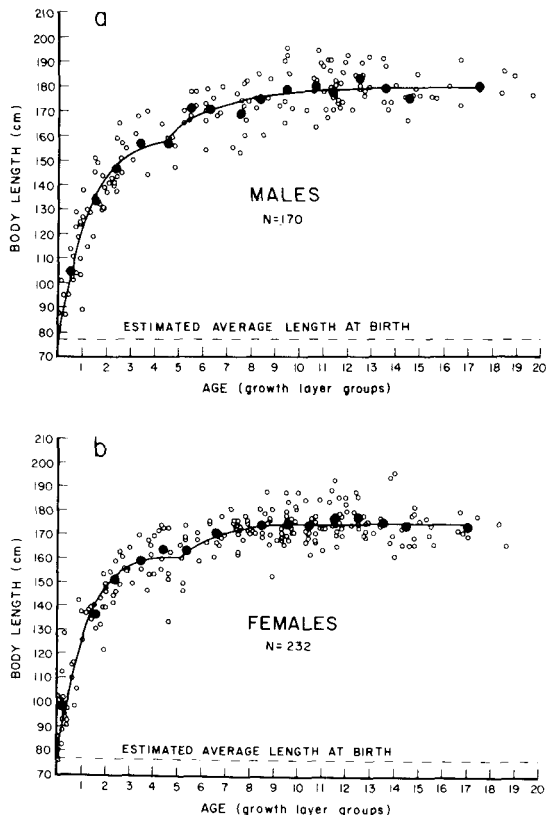 a
210
200
190
180
170
160
150
140
130
120
110
100
90
80
70
BODY LENGTH (cm)
MALES
N=170
ESTIMATED AVERAGE LENGTH AT BIRTH
1 2 3 4 5 6 7 8 9 10 11 12 13 14 15 16 17 18 19 20
AGE (growth layer groups)
b
210
200
190
180
170
160
150
140
130
120
110
100
90
80
70
BODY LENGTH (cm)
FEMALES
N=232
ESTIMATED AVERAGE LENGTH AT BIRTH
1 2 3 4 5 6 7 8 9 10 11 12 13 14 15 16 17 18 19 20
AGE (growth layer groups)